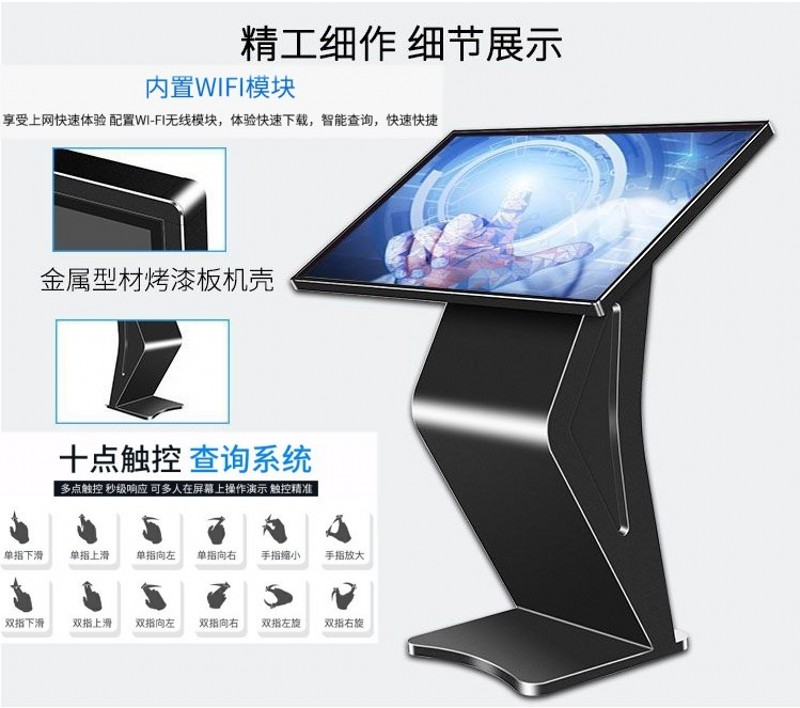 精工细作 细节展示
内置WIFI模块
享受上网快速体验 配置WI-FI无线模块，体验快速下载，智能查询，快速快捷
金属型材烤漆板机壳
十点触控 查询系统
多点触控 秒级响应 可多人在屏幕上操作演示 触控精准
单指下滑 单指上滑 单指向左 单指向右 手指缩小 手指放大
双指下滑 双指上滑 双指向左 双指向右 双指左旋 双指右旋